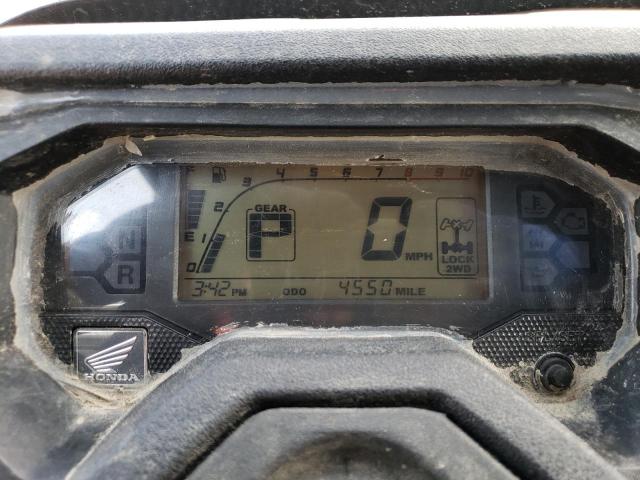 F 3 4 5 6 7 8 9 10
2
GEAR
P 0 MPH
E 1
LOCK
2WD
0
3:42 PM ODO 4550 MILE
N
R
HONDA